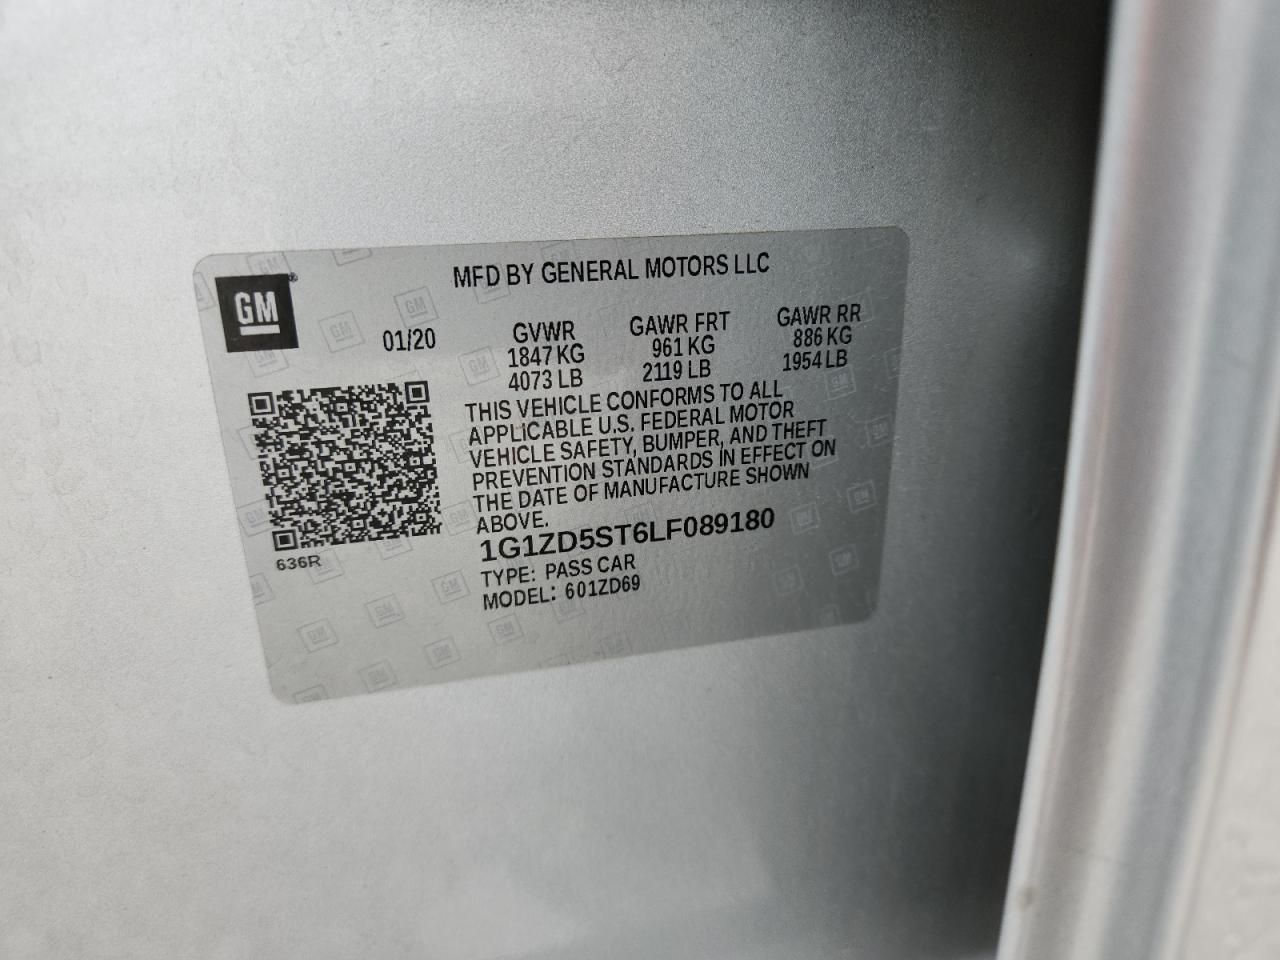 GM
MFD BY GENERAL MOTORS LLC
01/20 GVWR GAWR FRT GAWR RR
1847 KG 961 KG 886 KG
4073 LB 2119 LB 1954 LB
THIS VEHICLE CONFORMS TO ALL
APPLICABLE U.S. FEDERAL MOTOR
VEHICLE SAFETY, BUMPER, AND THEFT
PREVENTION STANDARDS IN EFFECT ON
THE DATE OF MANUFACTURE SHOWN
ABOVE.
636R
1G1ZD5ST6LF089180
TYPE: PASS CAR
MODEL: 601ZD69